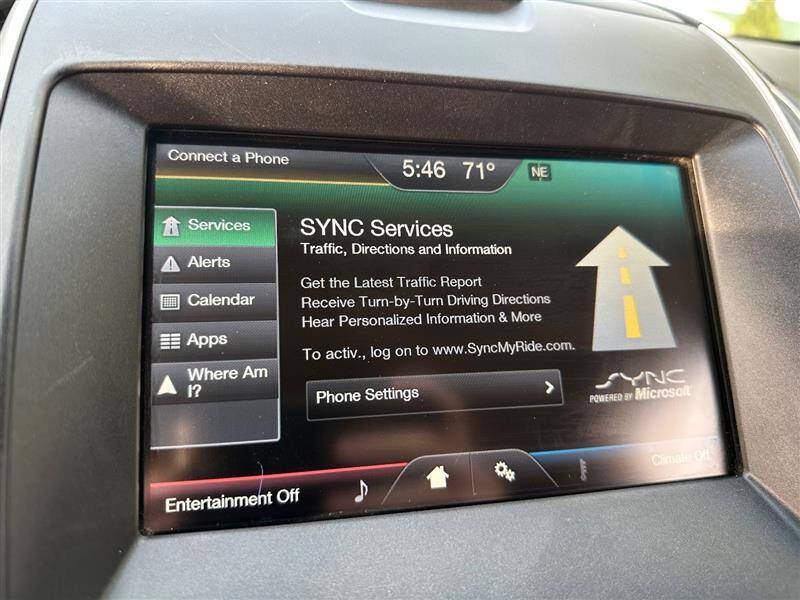 Connect a Phone
5:46 71° NE
Services
Alerts
Calendar
Apps
Where Am
I?
SYNC Services
Traffic, Directions and Information
Get the Latest Traffic Report
Receive Turn-by-Turn Driving Directions
Hear Personalized Information & More
To activ., log on to www.SyncMyRide.com.
Phone Settings
SYNC
POWERED BY Microsoft
Entertainment Off
Climate Off